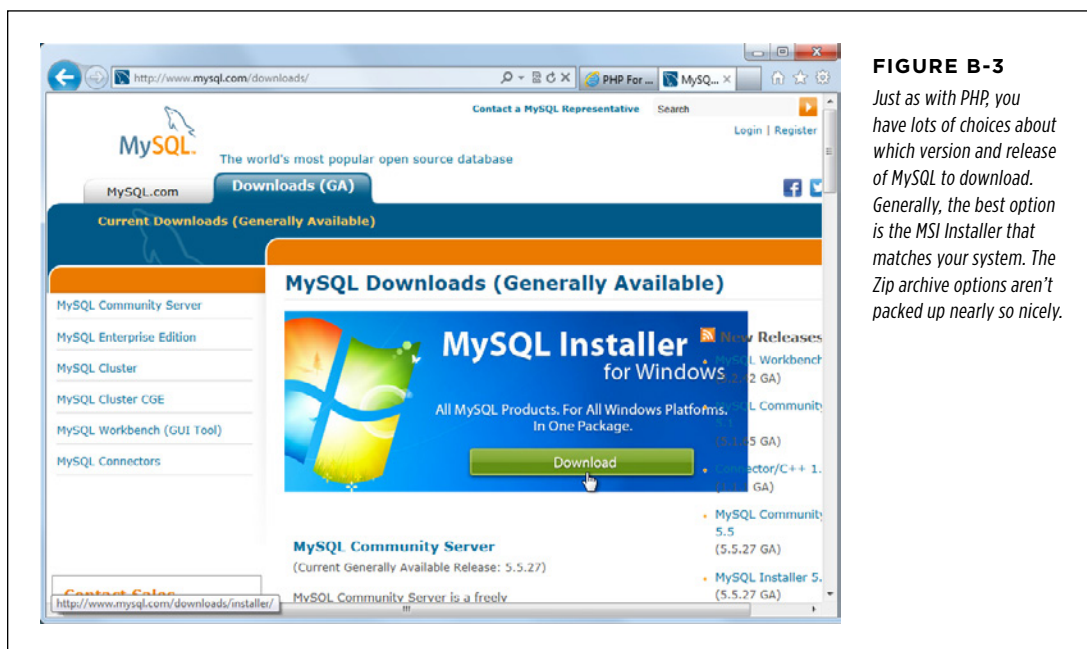 http://www.mysql.com/downloads/
PHP For ...
MySQ...
Contact a MySQL Representative
Search
Login | Register
MySQL
The world's most popular open source database
MySQL.com
Downloads (GA)
Current Downloads (Generally Available)
MySQL Downloads (Generally Available)
MySQL Community Server
MySQL Enterprise Edition
MySQL Cluster
MySQL Cluster CGE
MySQL Workbench (GUI Tool)
MySQL Connectors
MySQL Installer
for Windows
All MySQL Products. For All Windows Platforms.
In One Package.
Download
New Releases
MySQL Workbench
GA)
MySQL Community
5.1
GA)
C++ 1.
GA)
MySQL Community
5.5
(5.5.27 GA)
MySQL Installer 5.
(5.5.27 GA)
MySQL Community Server
(Current Generally Available Release: 5.5.27)
MySQL Community Server is a freely
Contact Sales
http://www.mysql.com/downloads/installer/
FIGURE B-3
Just as with PHP, you
have lots of choices about
which version and release
of MySQL to download.
Generally, the best option
is the MSI Installer that
matches your system. The
Zip archive options aren't
packed up nearly so nicely.